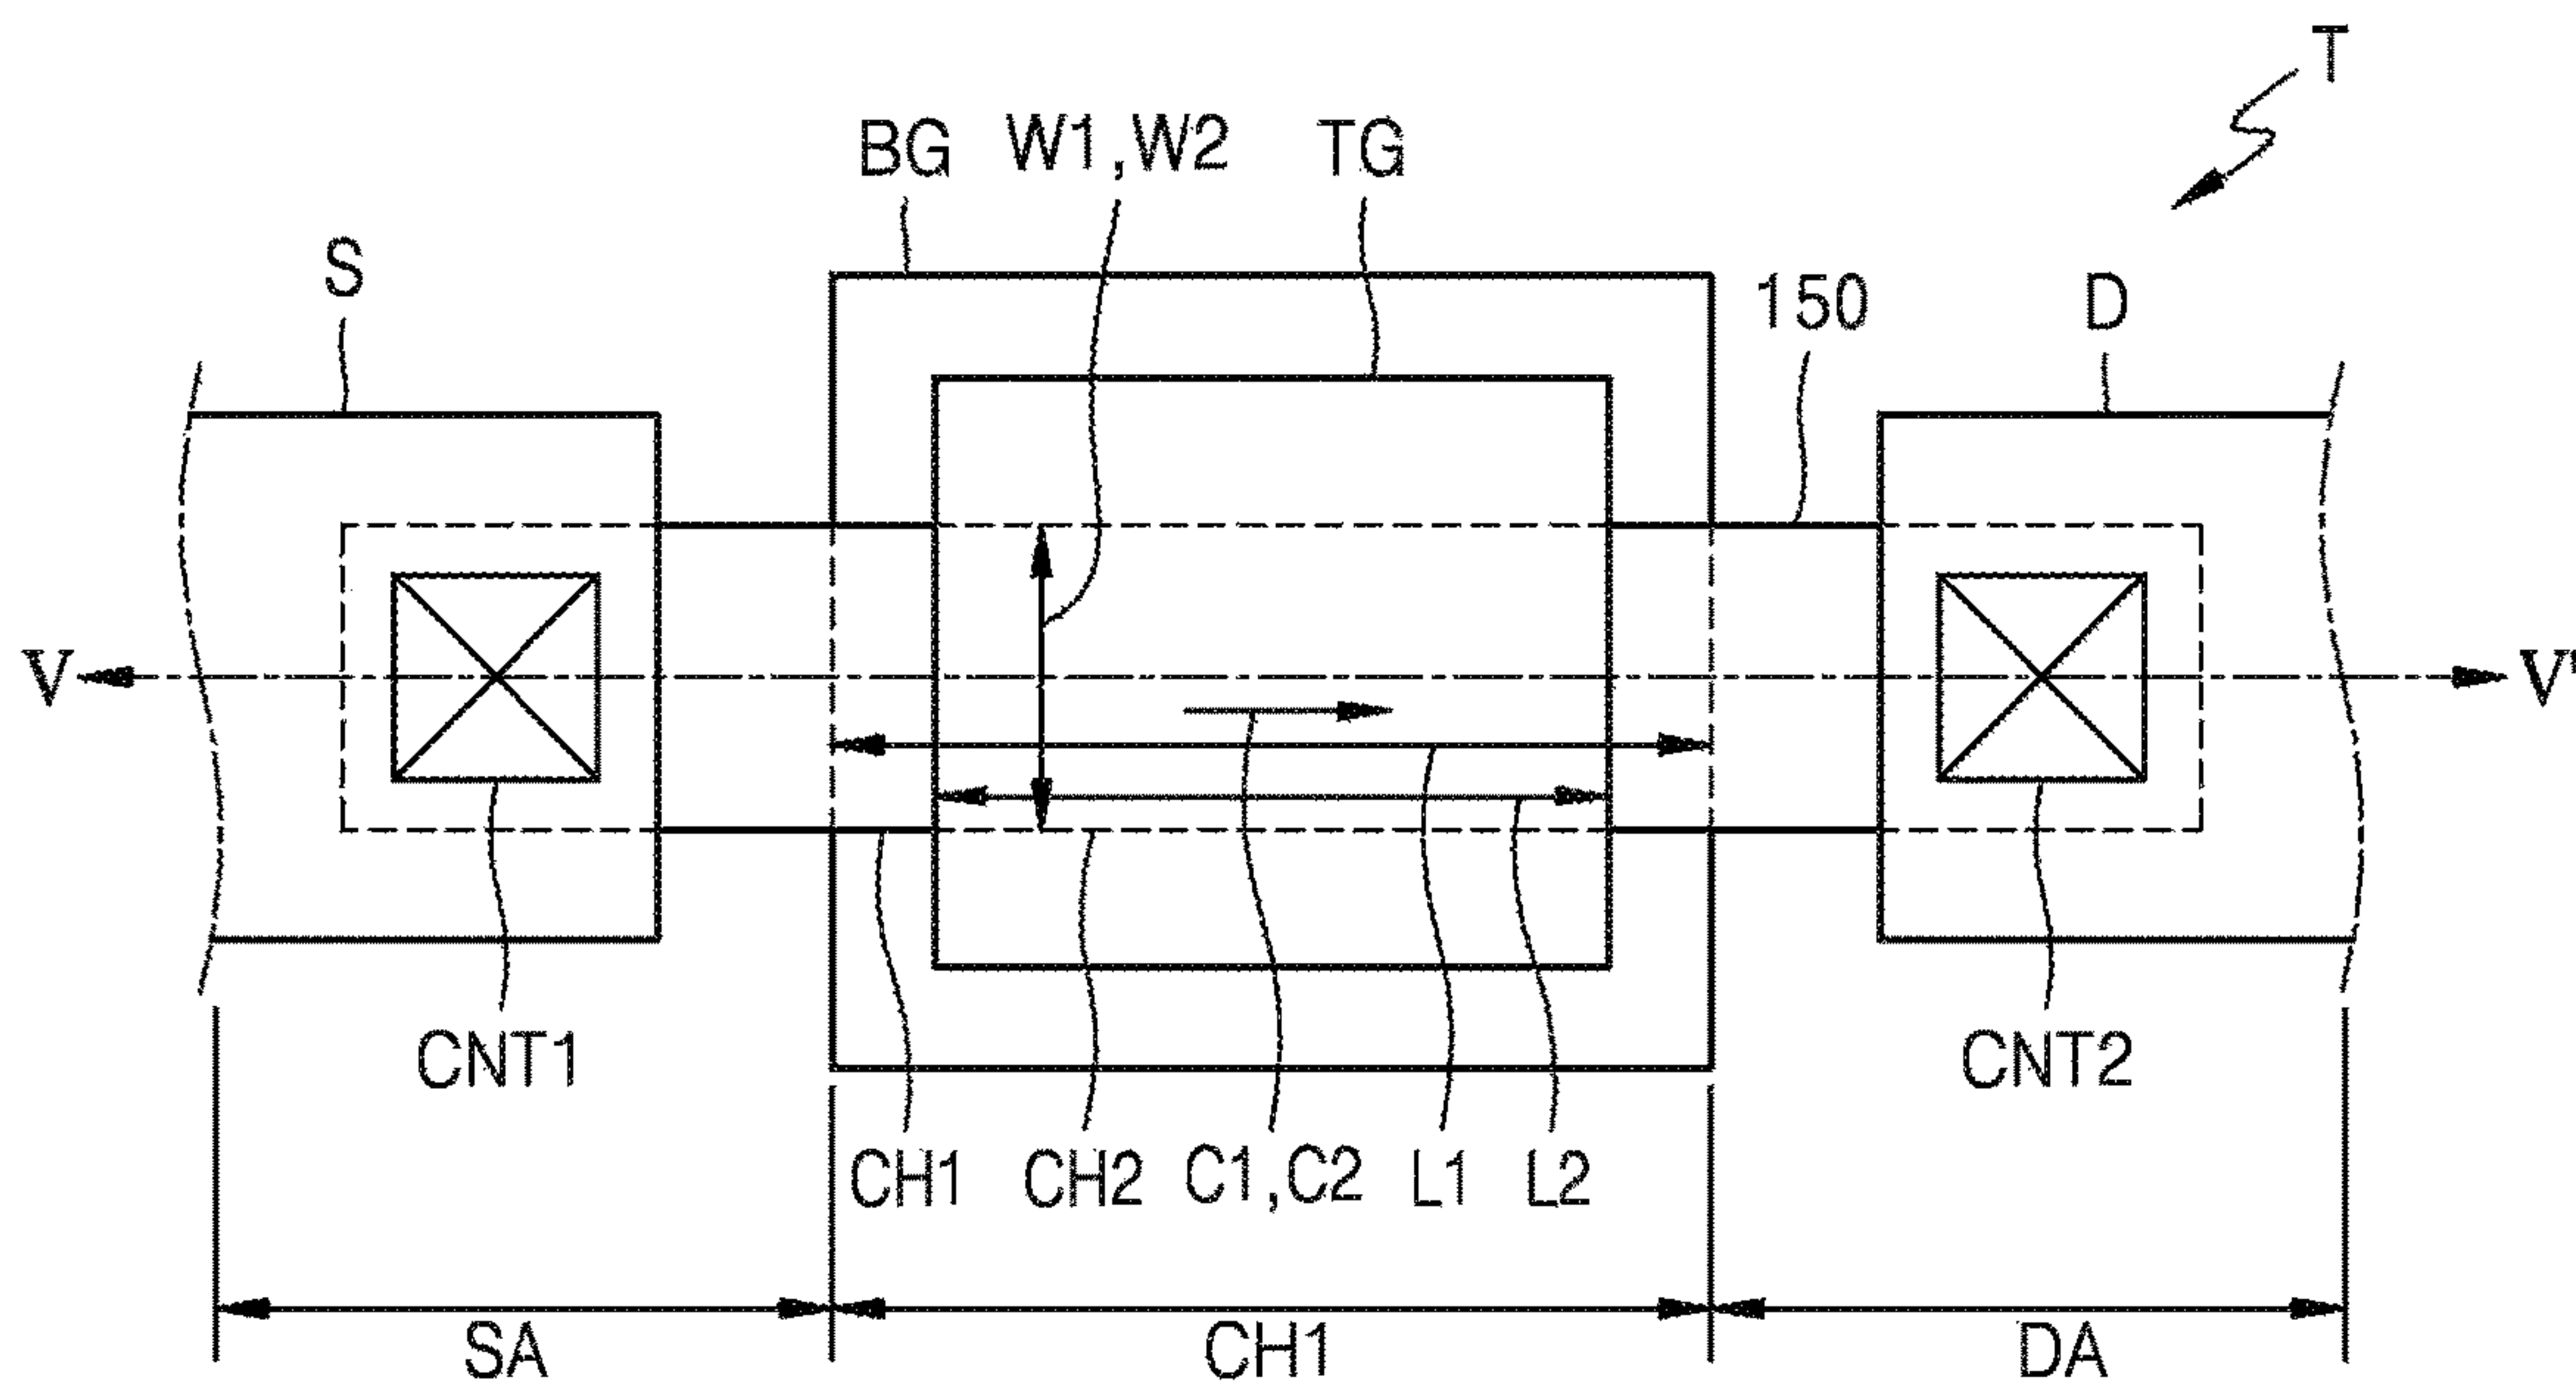 T
BG W1,W2 TG
S 150 D
V V'
CNT1 CNT2
CH1 CH2 C1,C2 L1 L2
SA CH1 DA